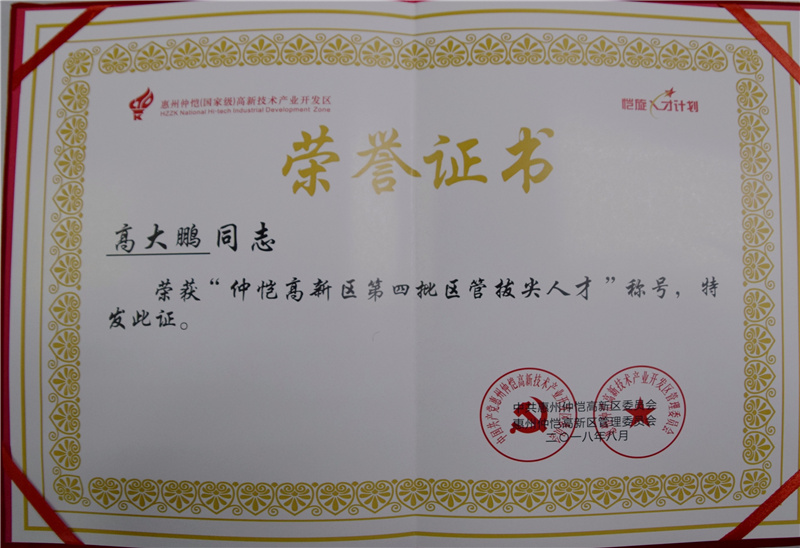 惠州仲恺(国家级)高新技术产业开发区
HZZK National Hi-tech Industrial Development Zone
恺旋人才计划
荣誉证书
高大鹏同志
荣获“仲恺高新区第四批区管拔尖人才”称号，特
发此证。
中共惠州仲恺高新区委员会
惠州仲恺高新区管理委员会
二〇一八年八月